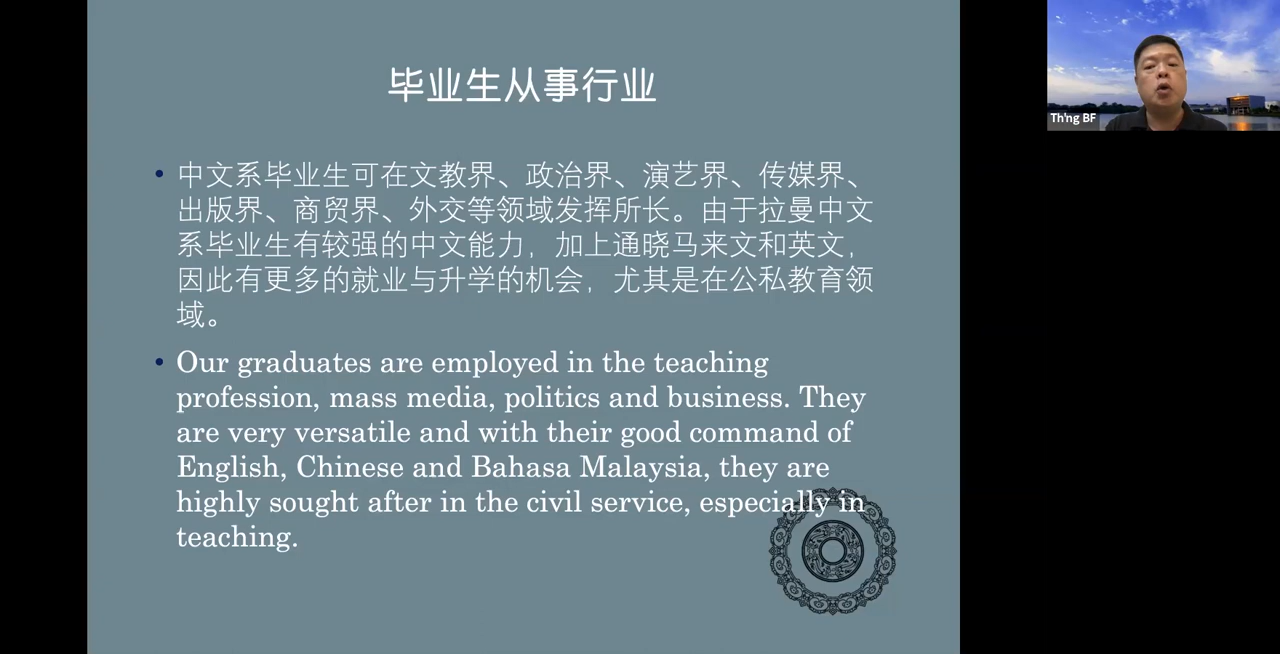 毕业生从事行业
• 中文系毕业生可在文教界、政治界、演艺界、传媒界、
出版界、商贸界、外交等领域发挥所长。由于拉曼中文
系毕业生有较强的中文能力，加上通晓马来文和英文，
因此有更多的就业与升学的机会，尤其是在公私教育领
域。
• Our graduates are employed in the teaching
profession, mass media, politics and business. They
are very versatile and with their good command of
English, Chinese and Bahasa Malaysia, they are
highly sought after in the civil service, especially in
teaching.
Th'ng BF